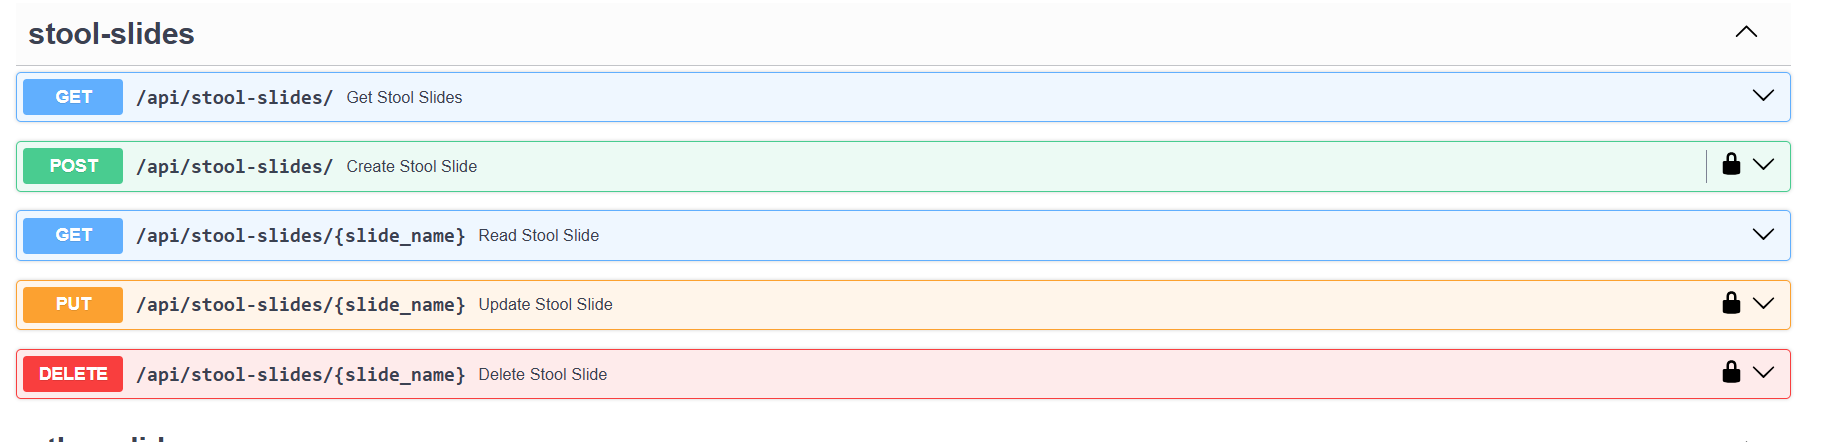 stool-slides
GET /api/stool-slides/ Get Stool Slides
POST /api/stool-slides/ Create Stool Slide
GET /api/stool-slides/{slide_name} Read Stool Slide
PUT /api/stool-slides/{slide_name} Update Stool Slide
DELETE /api/stool-slides/{slide_name} Delete Stool Slide